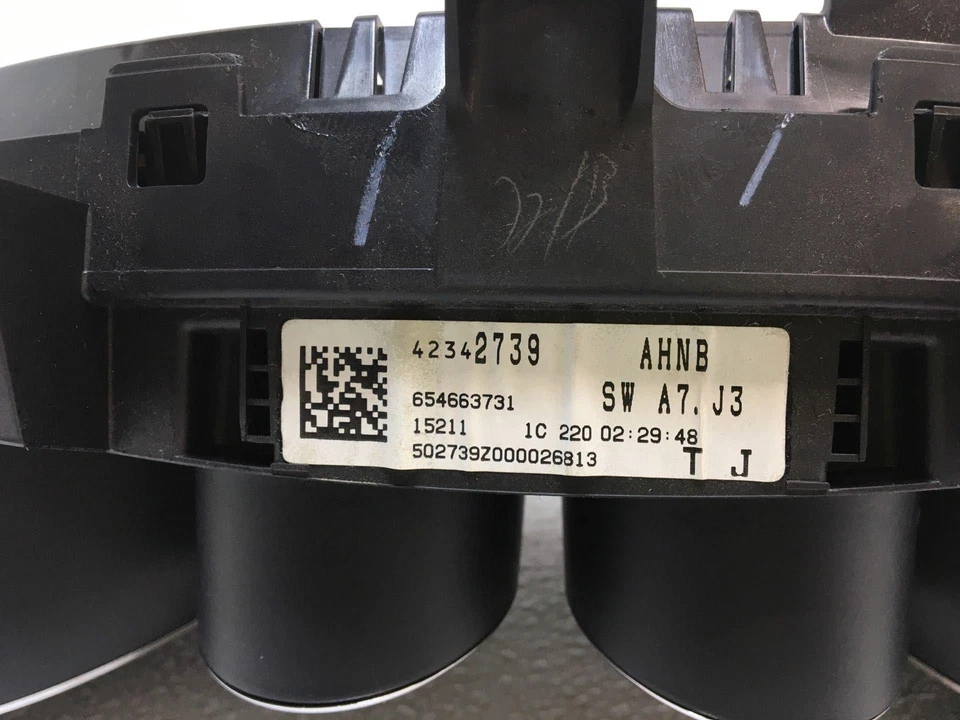 42342739 AHNB
SW A7.J3
654663731
15211 1C 220 02:29:48
502739Z000026813 T J